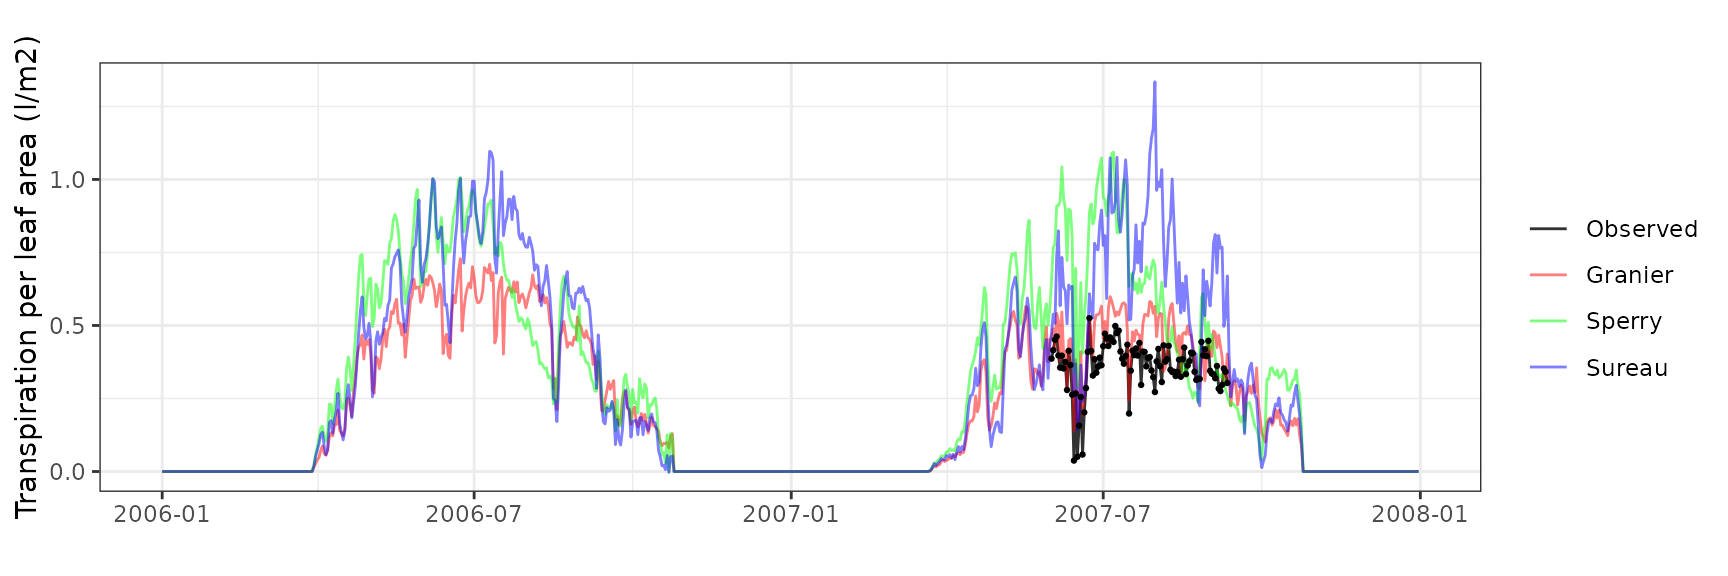 Transpiration per leaf area (l/m2)
1.0
0.5
0.0
2006-01
2006-07
2007-01
2007-07
2008-01
Observed
Granier
Sperry
Sureau